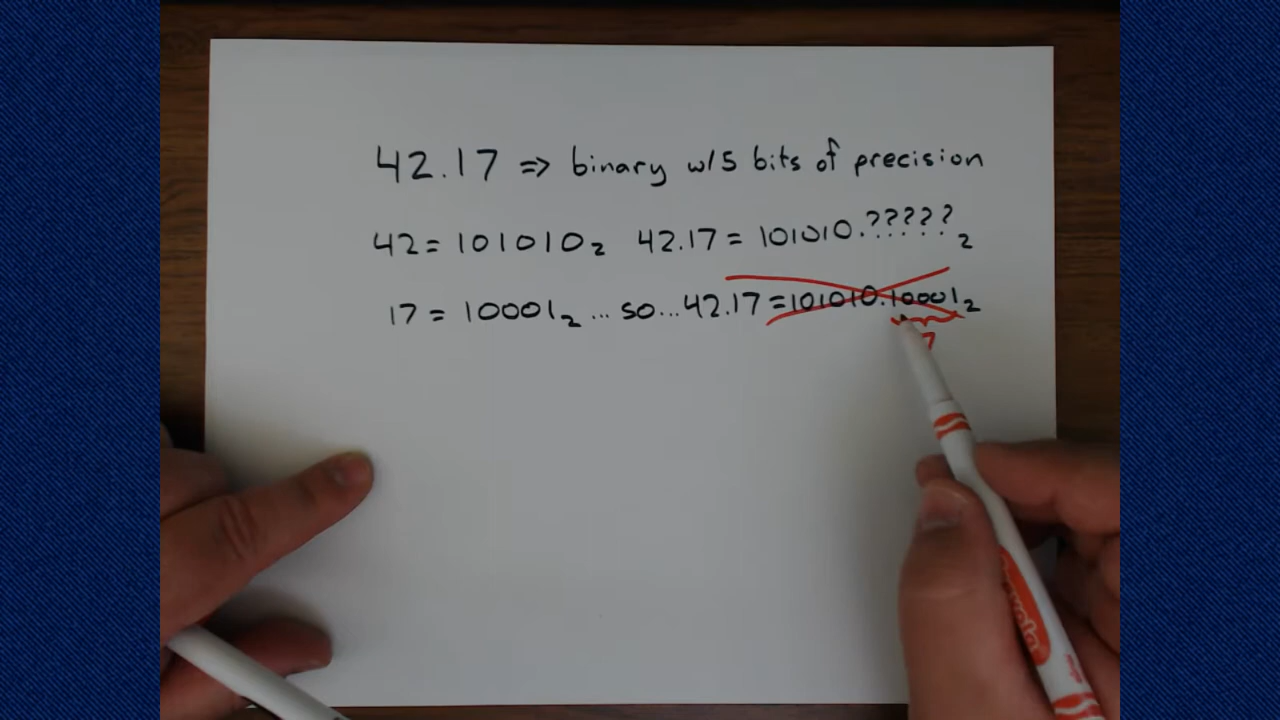 42.17 => binary w/5 bits of precision
42 = 101010₂ 42.17 = 101010.?????₂
17 = 10001₂ ... so... 42.17 = 101010.10001₂